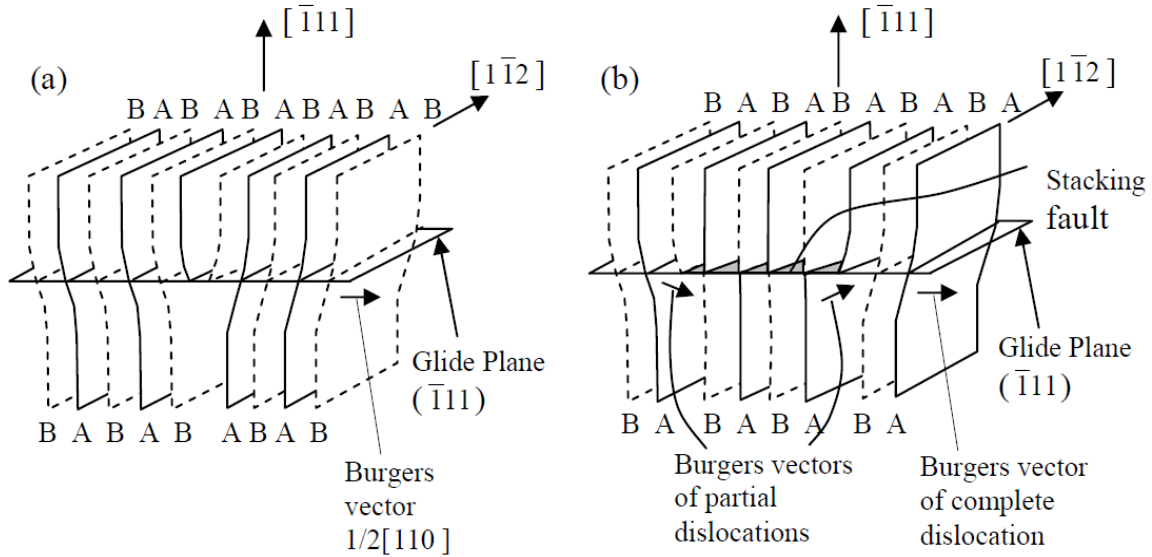 (a)
[1̅11]
[11̅2]
B A B A B A B A B A B
Glide Plane
(1̅11)
B A B A B A B A B
Burgers
vector
1/2[110]
(b)
[1̅11]
[11̅2]
B A B A B A B A B A
Stacking
fault
Glide Plane
(1̅11)
B A B A B A B A
Burgers vectors
of partial
dislocations
Burgers vector
of complete
dislocation